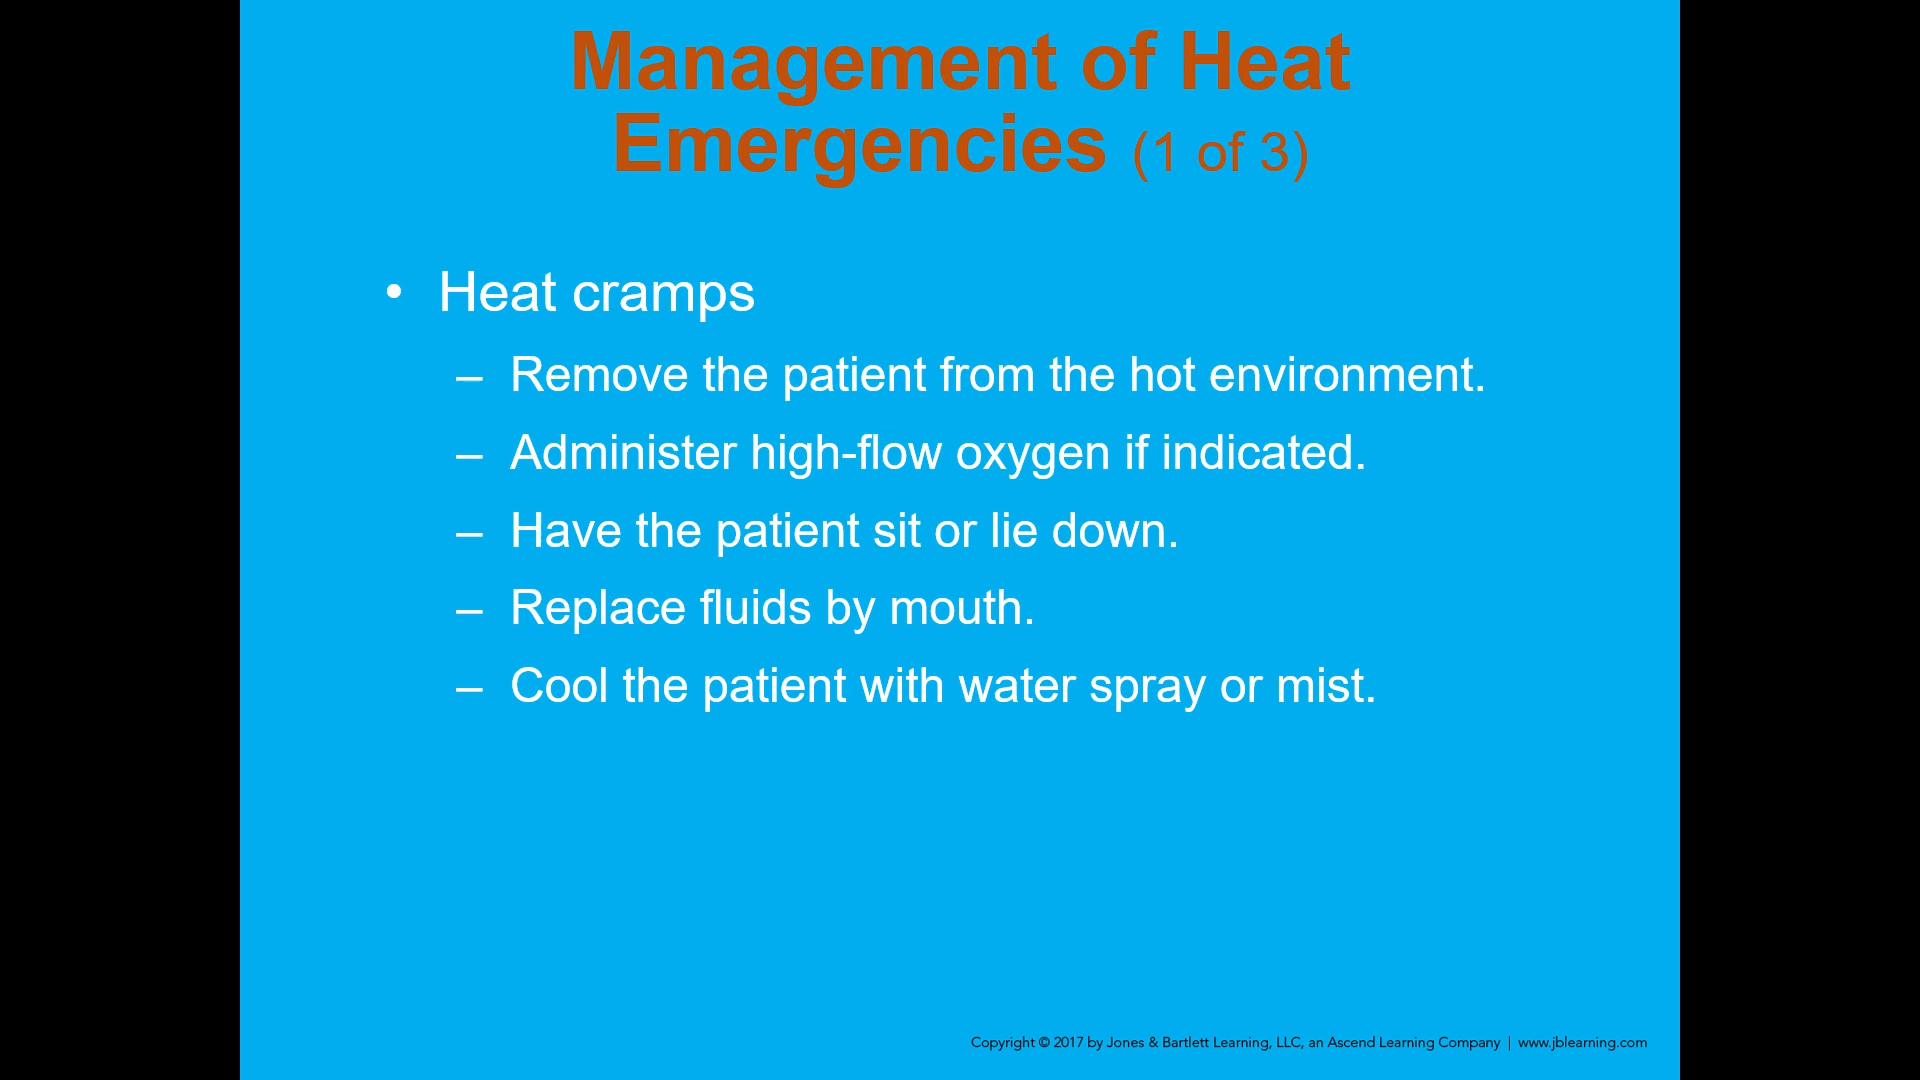 Management of Heat
Emergencies (1 of 3)
• Heat cramps
– Remove the patient from the hot environment.
– Administer high-flow oxygen if indicated.
– Have the patient sit or lie down.
– Replace fluids by mouth.
– Cool the patient with water spray or mist.
Copyright © 2017 by Jones & Bartlett Learning, LLC, an Ascend Learning Company | www.jblearning.com